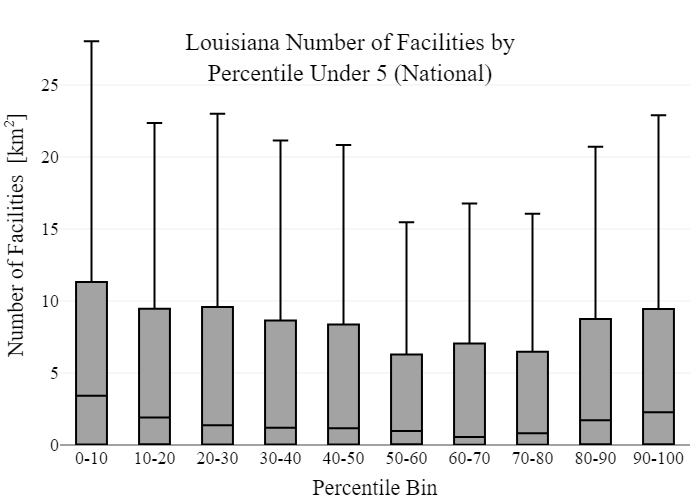 Louisiana Number of Facilities by
Percentile Under 5 (National)
Number of Facilities [km²]
25
20
15
10
5
0
0-10 10-20 20-30 30-40 40-50 50-60 60-70 70-80 80-90 90-100
Percentile Bin